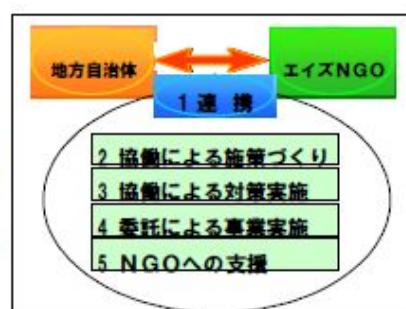 地方自治体
エイズNGO
1 連 携
2 協働による施策づくり
3 協働による対策実施
4 委託による事業実施
5 NGOへの支援